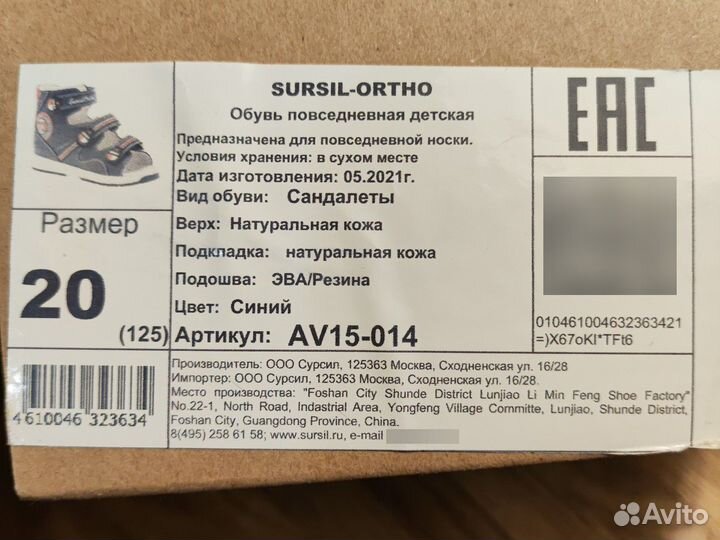 SURSIL-ORTHO
Обувь повседневная детская
Предназначена для повседневной носки.
Условия хранения: в сухом месте
Дата изготовления: 05.2021г.
Вид обуви: Сандалеты
Верх: Натуральная кожа
Подкладка: натуральная кожа
Подошва: ЭВА/Резина
Цвет: Синий
Артикул: AV15-014
Размер
20
(125)
EAC
010461004632363421
=)X67oKI*TFt6
4 610046 323634
Производитель: ООО Сурсил, 125363 Москва, Сходненская ул. 16/28
Импортер: ООО Сурсил, 125363 Москва, Сходненская ул. 16/28.
Место производства: "Foshan City Shunde District Lunjiao Li Min Feng Shoe Factory"
No.22-1, North Road, Indastrial Area, Yongfeng Village Committe, Lunjiao, Shunde District,
Foshan City, Guangdong Province, China.
8(495) 258 61 58; www.sursil.ru, e-mail
Avito